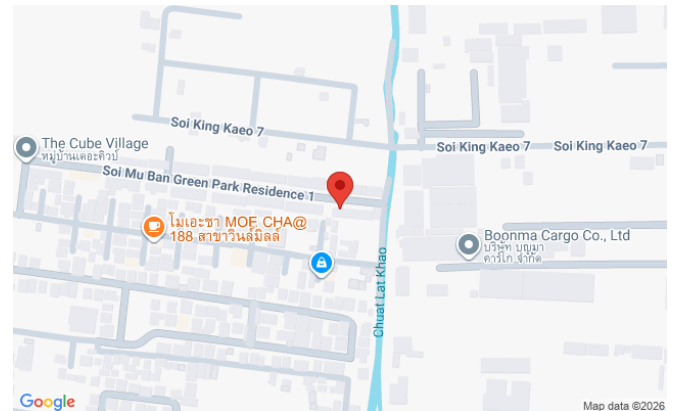 Soi King Kaeo 7
The Cube Village
หมู่บ้านเดอะคิวบ์
Soi King Kaeo 7
Soi King Kaeo 7
Soi Mu Ban Green Park Residence 1
โมเอะชา MOE CHA@
188 สาขาวินส์มิลล์
Boonma Cargo Co., Ltd
บริษัท บุญมา
คาร์โก จํากัด
Chuat Lat Khao
Google
Map data ©2026